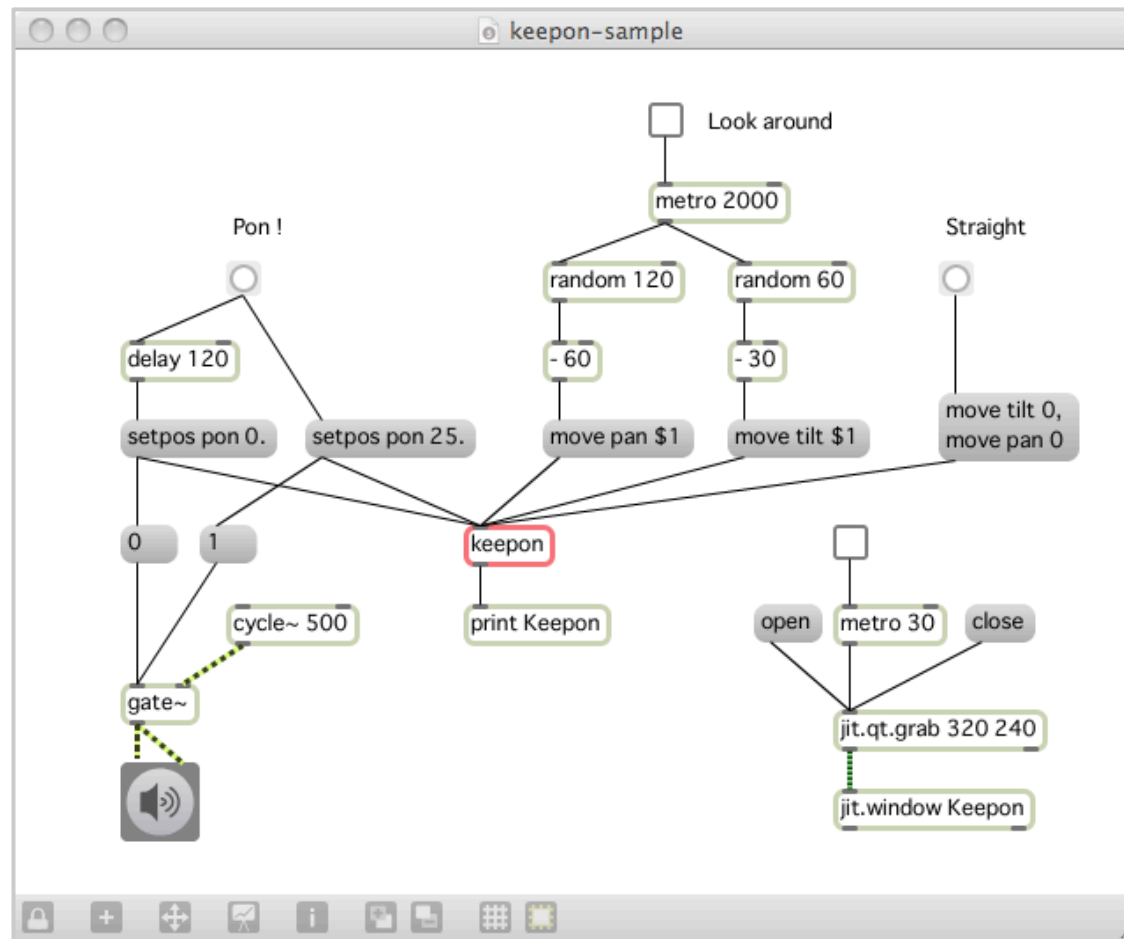 keepon-sample
Look around
metro 2000
Pon !
Straight
random 120
random 60
delay 120
- 60
- 30
move tilt 0,
move pan 0
setpos pon 0.
setpos pon 25.
move pan $1
move tilt $1
0
1
keepon
cycle~ 500
print Keepon
open
metro 30
close
gate~
jit.qt.grab 320 240
jit.window Keepon